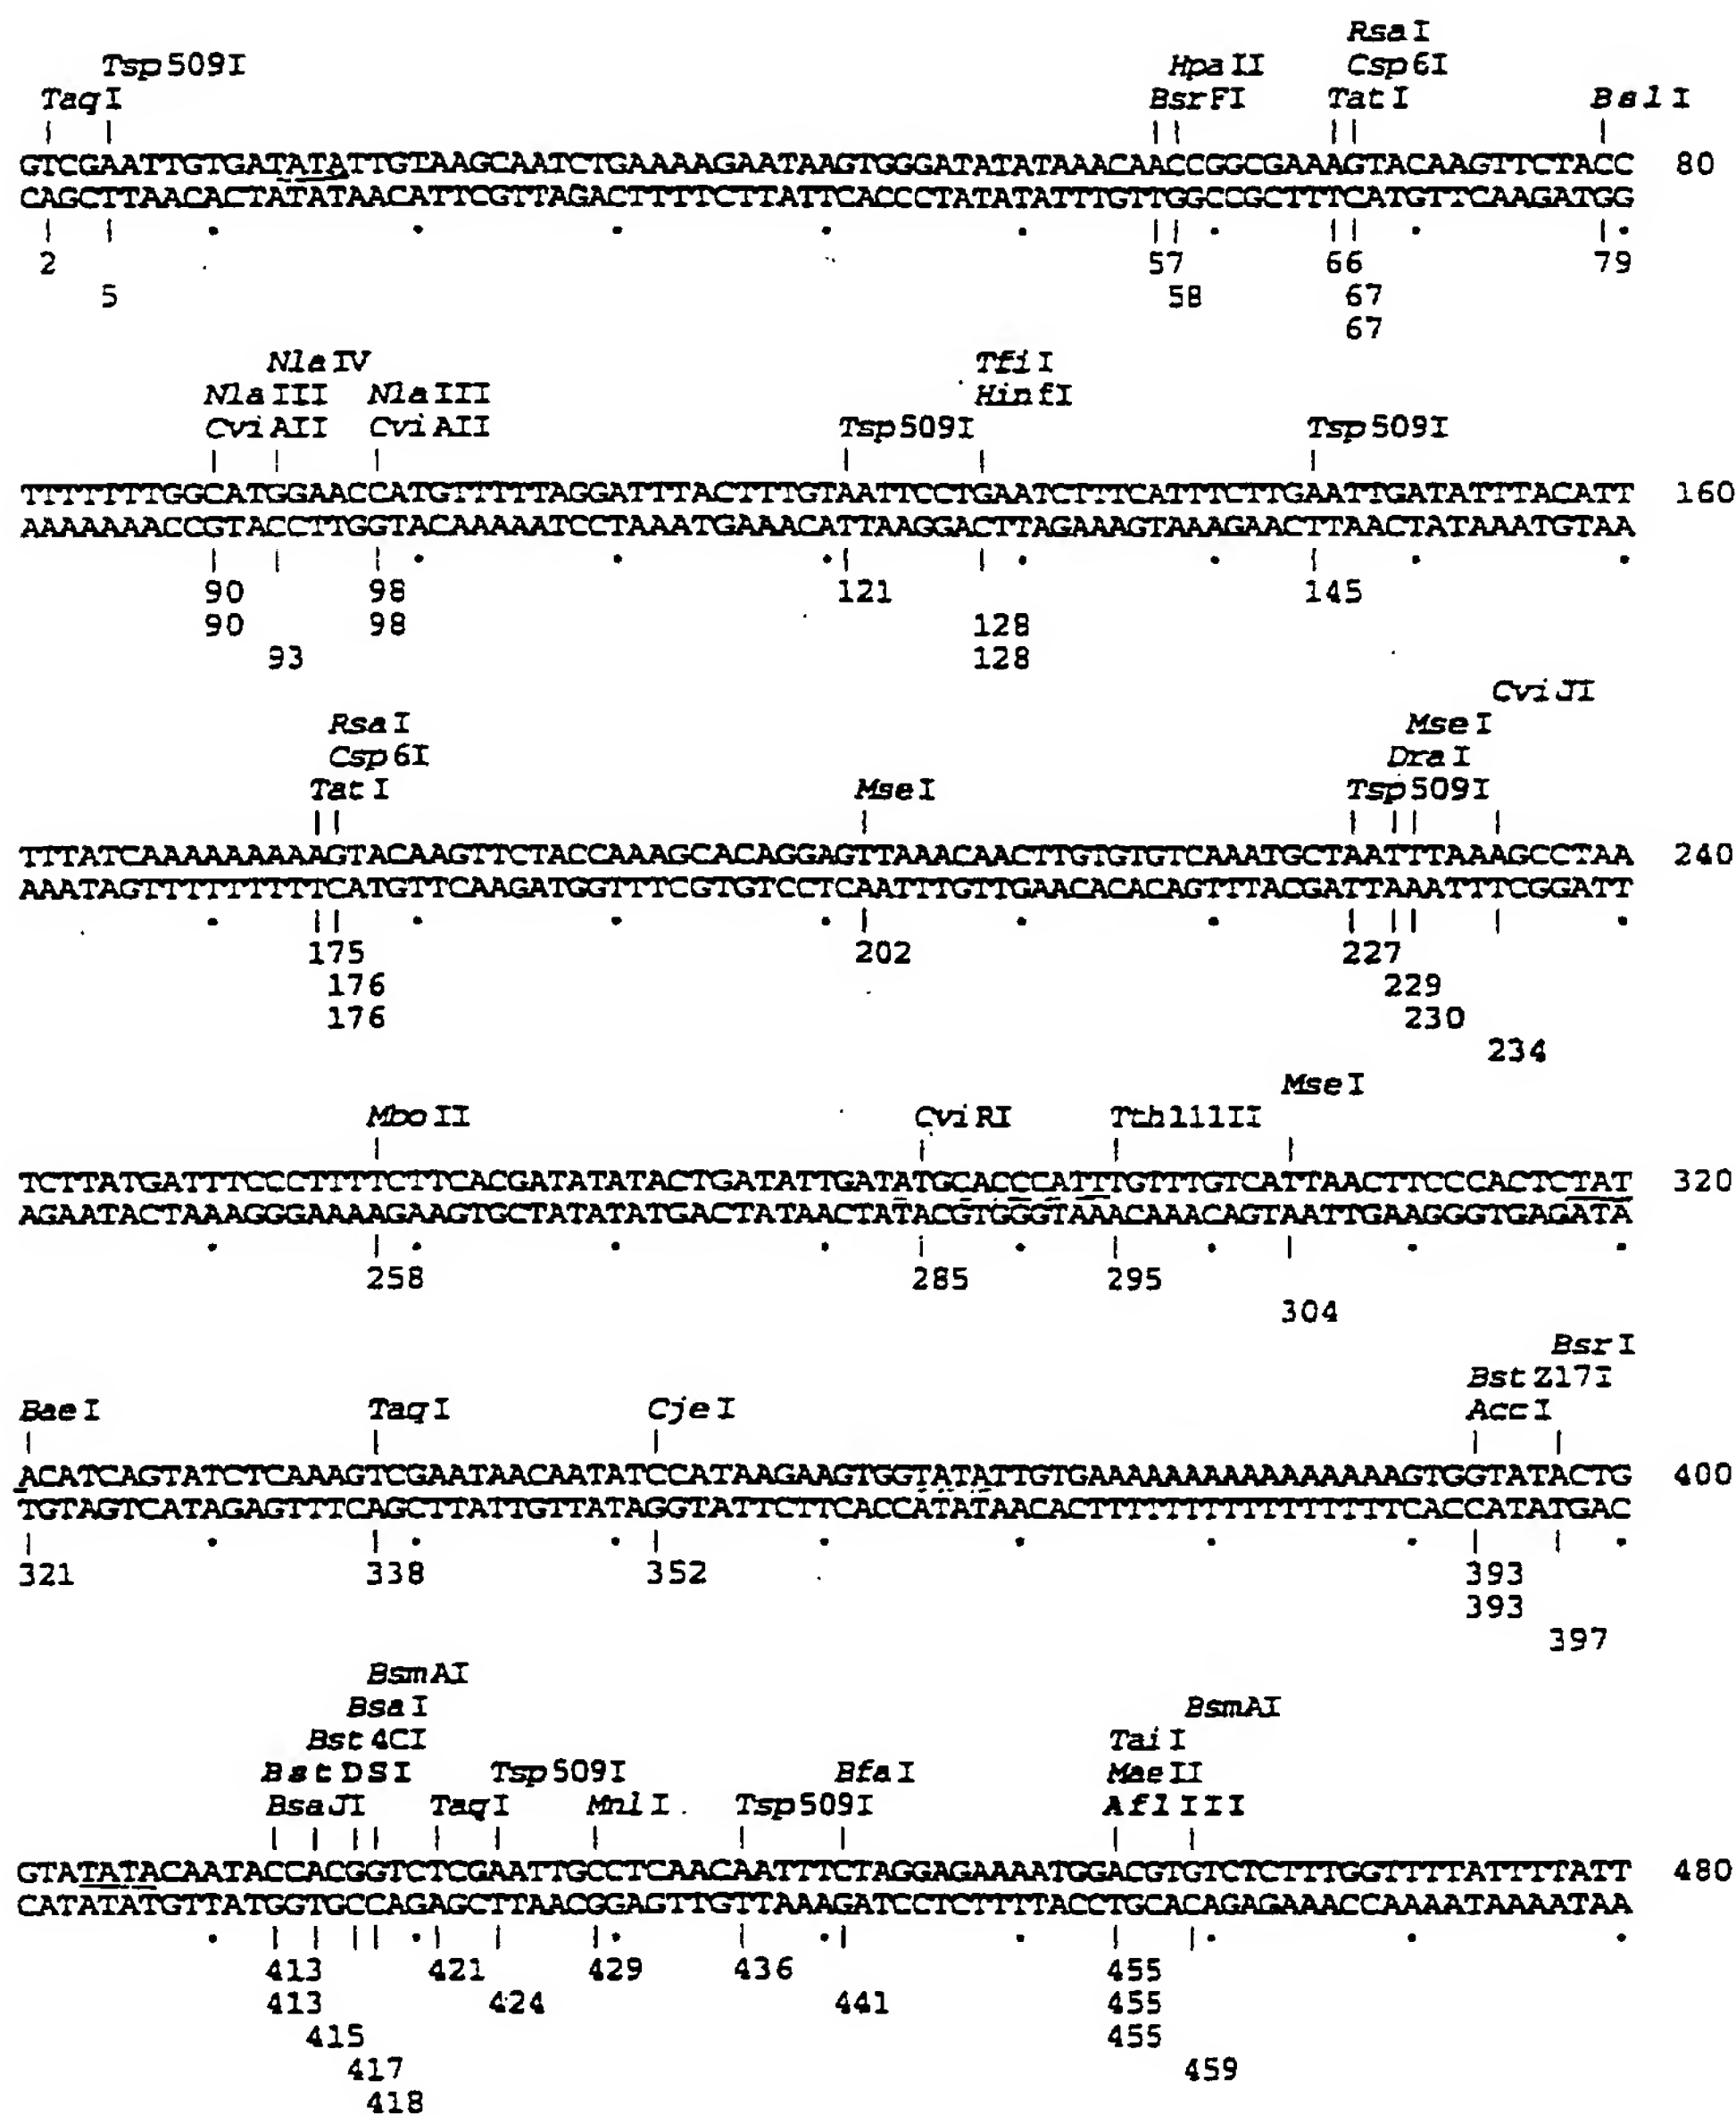 Tsp509I
RsaI
HpaII Csp6I
TaqI BsrFI TatI BslI
GTCGAATTGTGATATATTGTAAGCAATCTGAAAAGAATAAGTGGGATATATAAACAACCGGCGAAAGTACAAGTTCTACC 80
CAGCTTAACACTATATAACATTCGTTAGACTTTTCTTATTCACCCTATATATTTGTTGGCCGCTTTCATGTTCAAGATGG
2 57 66 79
5 58 67
67
NlaIV TfiI
NlaIII NlaIII HinfI
CviAII CviAII Tsp509I Tsp509I
TTTTTTTGGCATGGAACCATGTTTTTAGGATTTACTTTGTAATTCCTGAATCTTTCATTTCTTGAATTGATATTTACATT 160
AAAAAAACCGTACCTTGGTACAAAAATCCTAAATGAAACATTAAGGACTTAGAAAGTAAAGAACTTAACTATAAATGTAA
90 98 121 145
90 98 128
93 128
CviJI
RsaI MseI
Csp6I DraI
TatI MseI Tsp509I
TTTATCAAAAAAAAAAGTACAAGTTCTACCAAAGCACAGGAGTTAAACAACTTGTGTGTCAAATGCTAATTTAAAGCCTAA 240
AAATAGTTTTTTTTTTCATGTTCAAGATGGTTTCGTGTCCTCAATTTGTTGAACACACAGTTTACGATTAAATTTCGGATT
175 202 227
176 229
176 230
234
MseI
MboII CviRI Tth111II
TCTTATGATTTCCCTTTTTCTTCACGATATATACTGATATTGATATGCACCCATTTGTTTGTCATTAACTTCCCACTCTAT 320
AGAATACTAAAGGGAAAAAGAAGTGCTATATATGACTATAACTATACGTGGGTAAACAAACAGTAATTGAAGGGTGAGATA
258 285 295
304
BsrI
BstZ17I
BaeI TaqI CjeI AccI
ACATCAGTATCTCAAAGTCGAATAACAATATCCATAAGAAGTGGTATATTGTGAAAAAAAAAAAAAAAAGTGGTATACTG 400
TGTAGTCATAGAGTTTCAGCTTATTGTTATAGGTATTCTTCACCATATAACACTTTTTTTTTTTTTTTTCACCATATGAC
321 338 352 393
393
397
BsmAI
BsaI BsmAI
Bst4CI TaiI
BstDSI Tsp509I BfaI MaeII
BsaJI TaqI MnlI Tsp509I AflIII
GTATATACAATACCACGGTCTCGAATTGCCTCAACAATTTCTAGGAGAAAATGGACGTGTCTCTTTGGTTTTATTTTATT 480
CATATATGTTATGGTGCCAGAGCTTAACGGAGTTGTTAAAGATCCTCTTTTACCTGCACAGAGAAACCAAAATAAAATAA
413 421 429 436 455
413 424 441 455
415 455
417 459
418